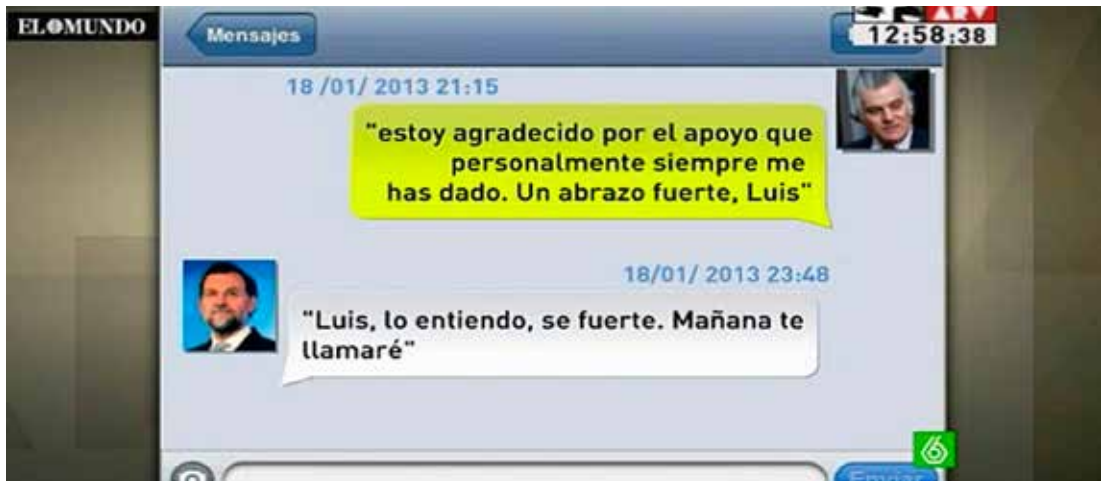 EL MUNDO
Mensajes
ARV
12:58:38
18 /01/ 2013 21:15
"estoy agradecido por el apoyo que
personalmente siempre me
has dado. Un abrazo fuerte, Luis"
18/01/ 2013 23:48
"Luis, lo entiendo, se fuerte. Mañana te
llamaré"
Enviar